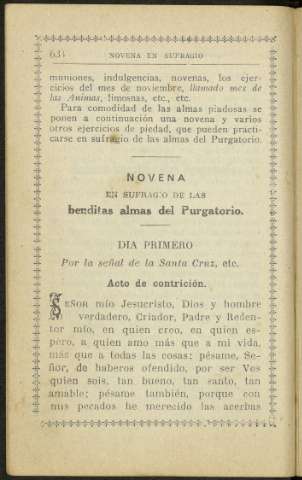 634 NOVENA EN SUFRAGIO
muniones, indulgencias, novenas, los ejer-
cicios del mes de noviembre, llamado mes de
las Animas, limosnas, etc., etc.
Para comodidad de las almas piadosas se
ponen a continuación una novena y varios
otros ejercicios de piedad, que pueden practi-
carse en sufragio de las almas del Purgatorio.
NOVENA
EN SUFRAGIO DE LAS
benditas almas del Purgatorio.
DIA PRIMERO
Por la señal de la Santa Cruz, etc.
Acto de contrición.
SEÑOR mío Jesucristo, Dios y hombre
verdadero, Criador, Padre y Reden-
tor mío, en quien creo, en quien es-
pero, a quien amo más que a mi vida,
más que a todas las cosas: pésame, Se-
ñor, de haberos ofendido, por ser Vos
quien sois, tan bueno, tan santo, tan
amable; pésame también, porque con
mis pecados he merecido las acerbas